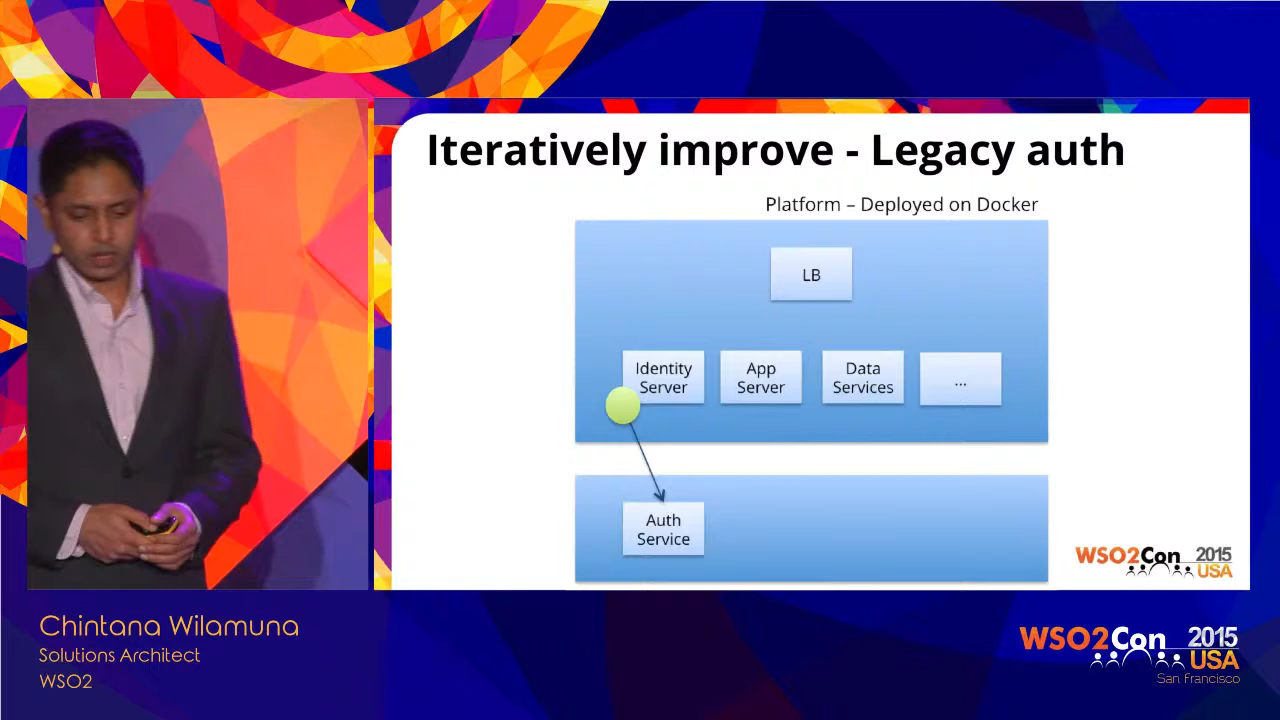 Iteratively improve - Legacy auth
Platform – Deployed on Docker
LB
Identity
Server
App
Server
Data
Services
...
Auth
Service
WSO2Con 2015
USA
Chintana Wilamuna
Solutions Architect
WSO2
WSO2Con 2015
USA
San Francisco